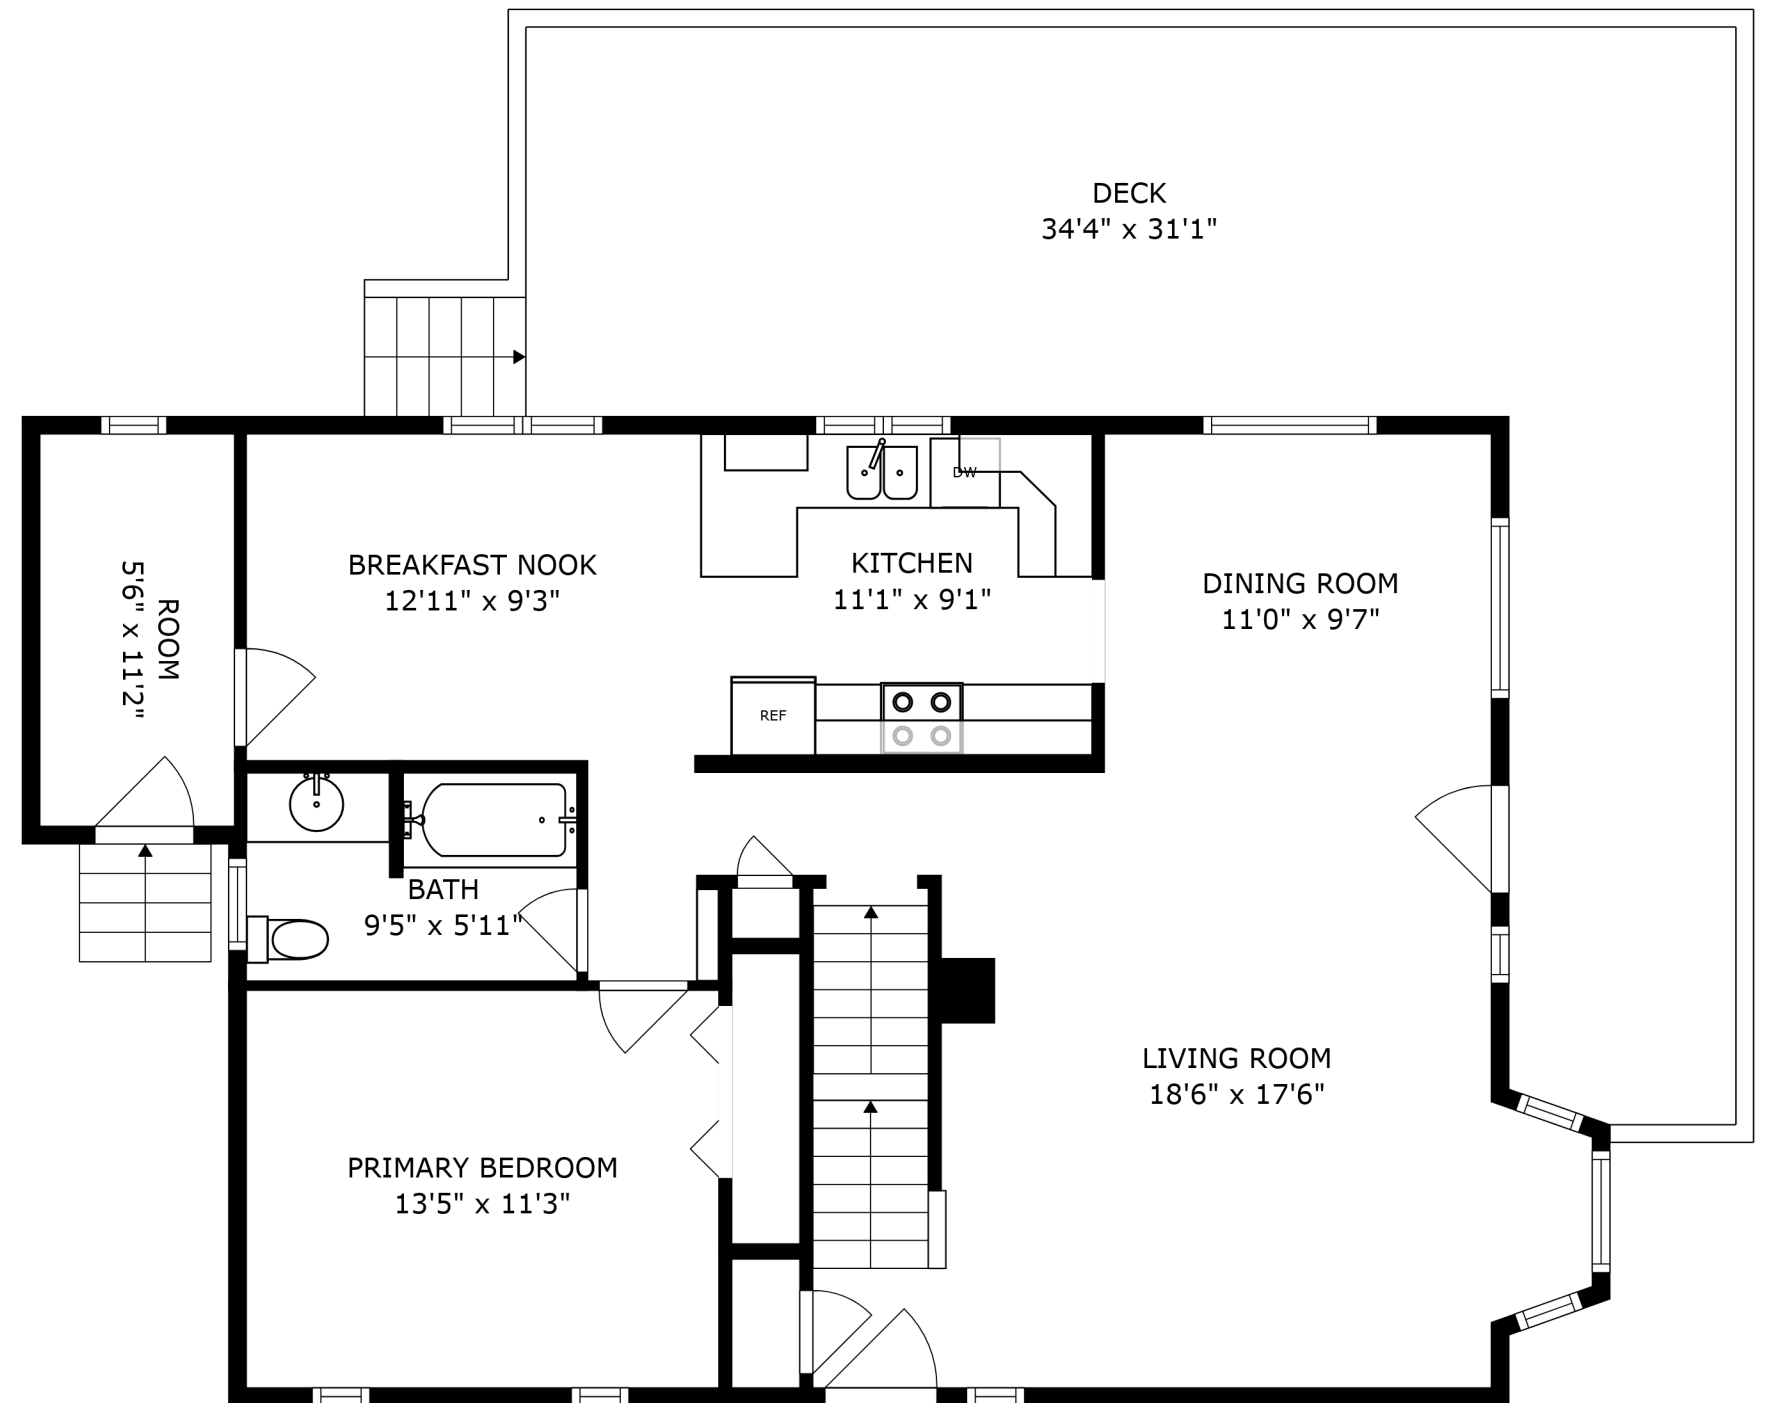 DECK
34'4" x 31'1"
BREAKFAST NOOK
12'11" x 9'3"
KITCHEN
11'1" x 9'1"
DW
REF
DINING ROOM
11'0" x 9'7"
ROOM
5'6" x 11'2"
BATH
9'5" x 5'11"
LIVING ROOM
18'6" x 17'6"
PRIMARY BEDROOM
13'5" x 11'3"